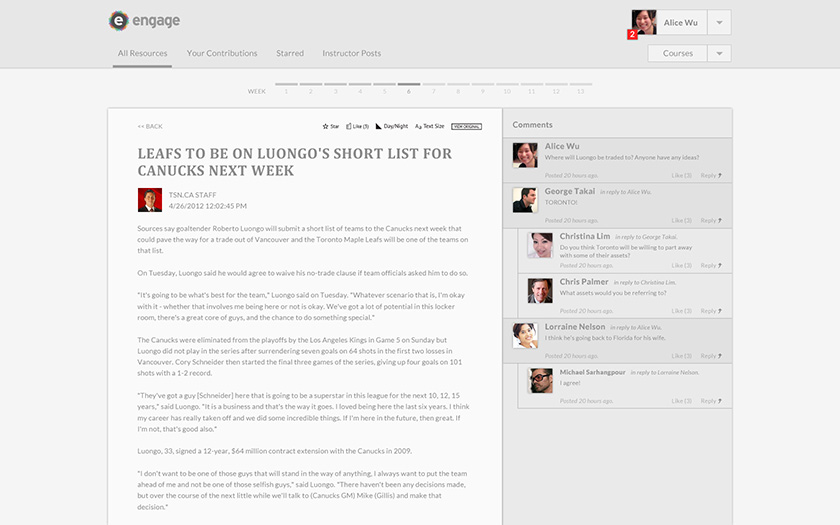 engage
2
Alice Wu
All Resources Your Contributions Starred Instructor Posts
Courses
WEEK 1 2 3 4 5 6 7 8 9 10 11 12 13
<< BACK
Star Like (3) Day/Night Text Size VIEW ORIGINAL
LEAFS TO BE ON LUONGO'S SHORT LIST FOR
CANUCKS NEXT WEEK
TSN.CA STAFF
4/26/2012 12:02:45 PM
Sources say goaltender Roberto Luongo will submit a short list of teams to the Canucks next week that
could pave the way for a trade out of Vancouver and the Toronto Maple Leafs will be one of the teams on
that list.
On Tuesday, Luongo said he would agree to waive his no-trade clause if team officials asked him to do so.
"It's going to be what's best for the team," Luongo said on Tuesday. "Whatever scenario that is, I'm okay
with it - whether that involves me being here or not is okay. We've got a lot of potential in this locker
room, there's a great core of guys, and the chance to do something special."
The Canucks were eliminated from the playoffs by the Los Angeles Kings in Game 5 on Sunday but
Luongo did not play in the series after surrendering seven goals on 64 shots in the first two losses in
Vancouver. Cory Schneider then started the final three games of the series, giving up four goals on 101
shots with a 1-2 record.
"They've got a guy [Schneider] here that is going to be a superstar in this league for the next 10, 12, 15
years," said Luongo. "It is a business and that's the way it goes. I loved being here the last six years. I think
my career has really taken off and we did some incredible things. If I'm here in the future, then great. If
I'm not, that's good also."
Luongo, 33, signed a 12-year, $64 million contract extension with the Canucks in 2009.
"I don't want to be one of those guys that will stand in the way of anything, I always want to put the team
ahead of me and not be one of those selfish guys," said Luongo. "There haven't been any decisions made,
but over the course of the next little while we'll talk to (Canucks GM) Mike (Gillis) and make that
decision."
Comments
Alice Wu
Where will Luongo be traded to? Anyone have any ideas?
Posted 20 hours ago. Like (3) Reply
George Takai in reply to Alice Wu.
TORONTO!
Posted 20 hours ago. Like (3) Reply
Christina Lim in reply to George Takai.
Do you think Toronto will be willing to part away
with some of their assets?
Posted 20 hours ago. Like (3) Reply
Chris Palmer in reply to Christina Lim.
What assets would you be referring to?
Posted 20 hours ago. Like (3) Reply
Lorraine Nelson in reply to Alice Wu.
I think he's going back to Florida for his wife.
Posted 20 hours ago. Like (3) Reply
Michael Sarhangpour in reply to Lorraine Nelson.
I agree!
Posted 20 hours ago. Like (3) Reply